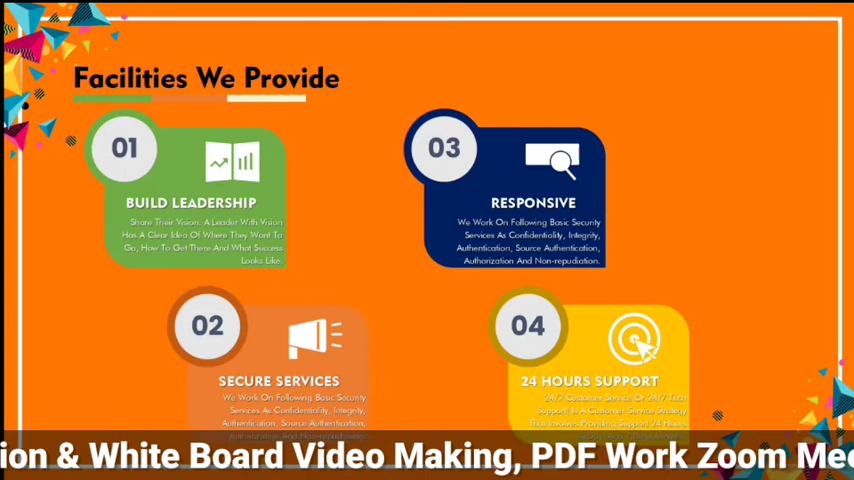 Facilities We Provide
01
BUILD LEADERSHIP
Share Their Vision. A Leader With Vision
Has A Clear Idea Of Where They Want To
Go, How To Get There And What Success
Looks Like.
02
SECURE SERVICES
We Work On Following Basic Security
Services As Confidentiality, Integrity,
Authentication, Source Authentication,
Authorization And Non-repudiation.
03
RESPONSIVE
We Work On Following Basic Security
Services As Confidentiality, Integrity,
Authentication, Source Authentication,
Authorization And Non-repudiation.
04
24 HOURS SUPPORT
24/7 Customer Service Or 24/7 Tech
Support Is A Customer Service Strategy
That Involves Providing Support 24 Hours
ion & White Board Video Making, PDF Work Zoom Mee